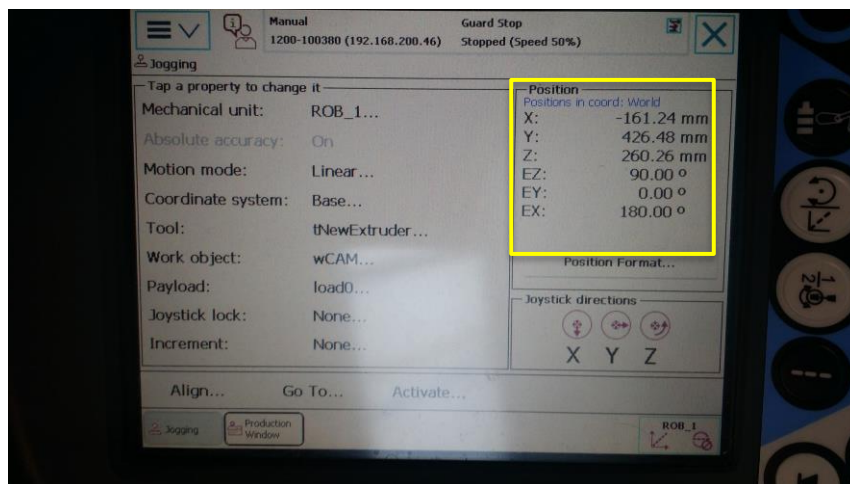 Manual
1200-100380 (192.168.200.46)
Guard Stop
Stopped (Speed 50%)
Jogging
Tap a property to change it
Mechanical unit: ROB_1...
Absolute accuracy: On
Motion mode: Linear...
Coordinate system: Base...
Tool: tNewExtruder...
Work object: wCAM...
Payload: load0...
Joystick lock: None...
Increment: None...
Position
Positions in coord: World
X: -161.24 mm
Y: 426.48 mm
Z: 260.26 mm
EZ: 90.00 º
EY: 0.00 º
EX: 180.00 º
Position Format...
Joystick directions
X Y Z
Align... Go To... Activate...
Jogging
Production
Window
ROB_1
1/2